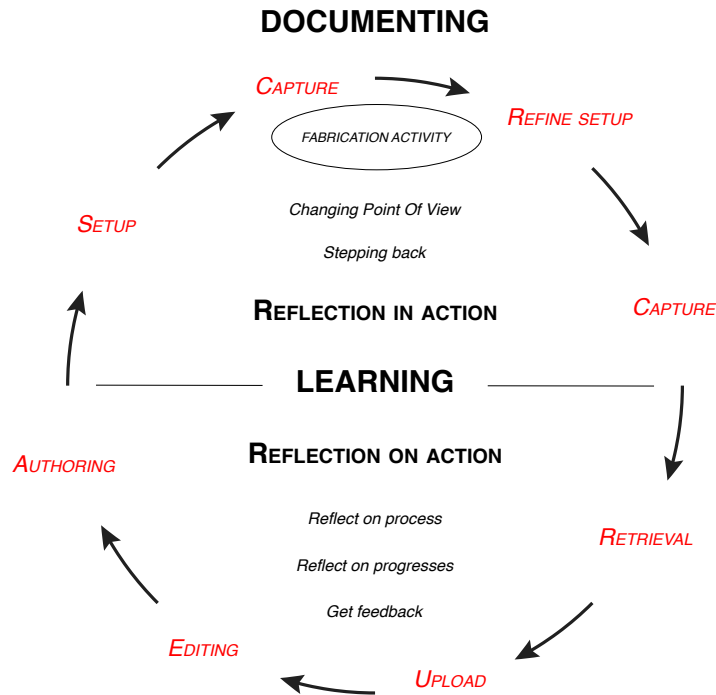 DOCUMENTING
CAPTURE
REFINE SETUP
FABRICATION ACTIVITY
SETUP
Changing Point Of View
Stepping back
REFLECTION IN ACTION
CAPTURE
LEARNING
REFLECTION ON ACTION
AUTHORING
Reflect on process
RETRIEVAL
Reflect on progresses
Get feedback
EDITING
UPLOAD